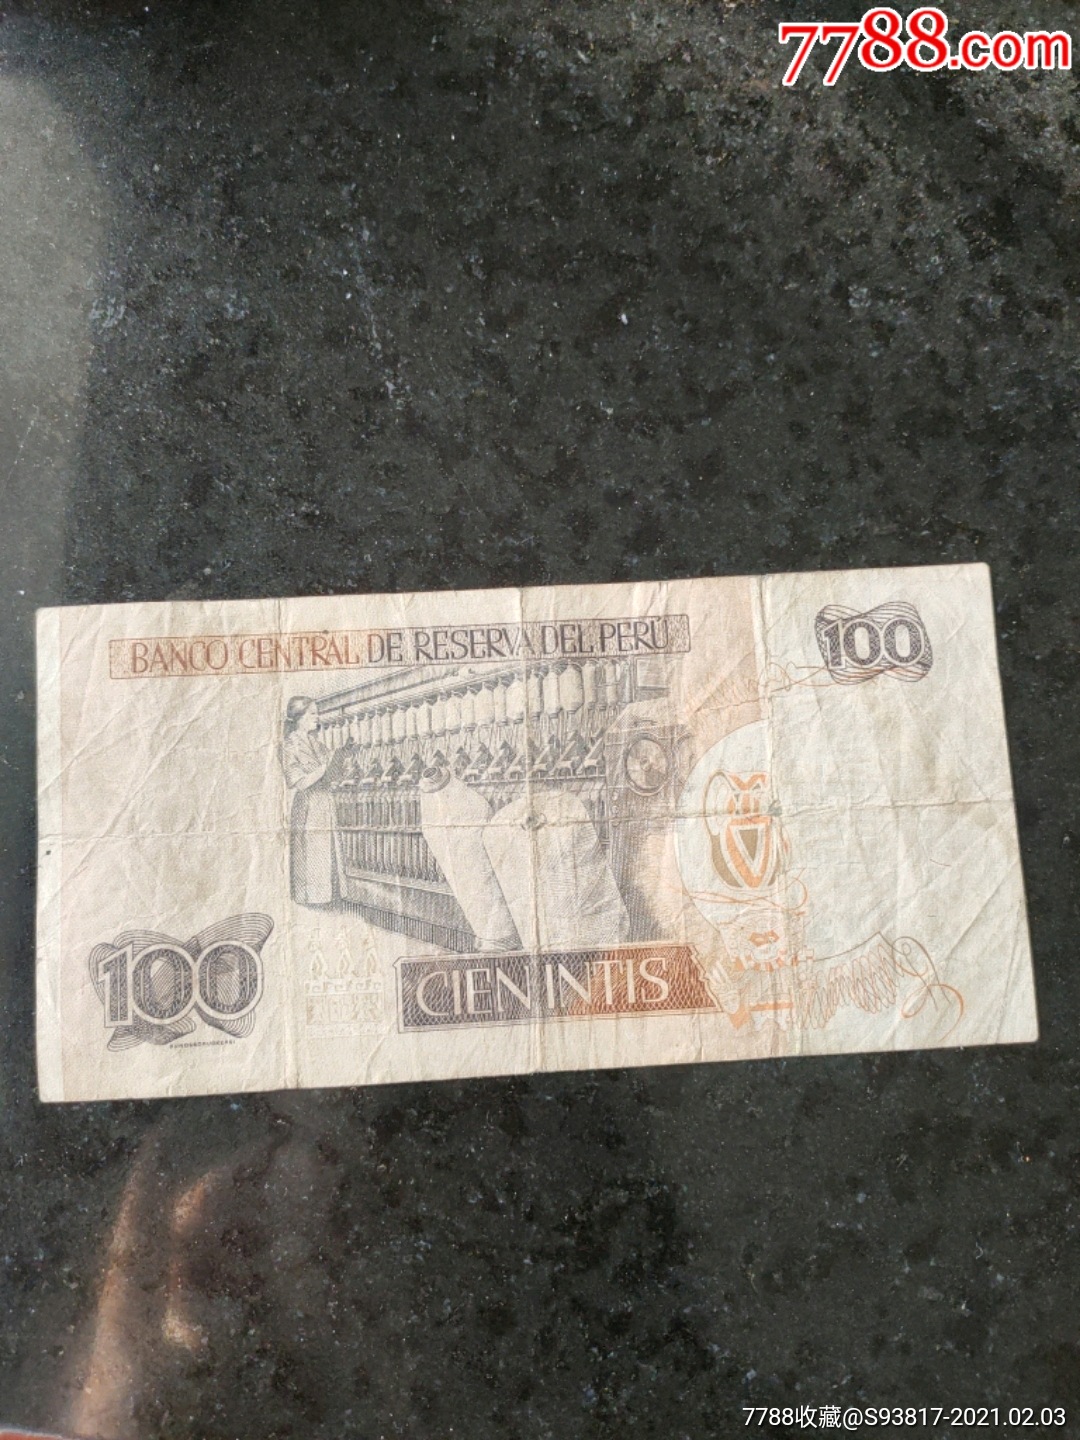 7788.com
BANCO CENTRAL DE RESERVA DEL PERU
100
100
CIEN INTIS
7788收藏@S93817-2021.02.03